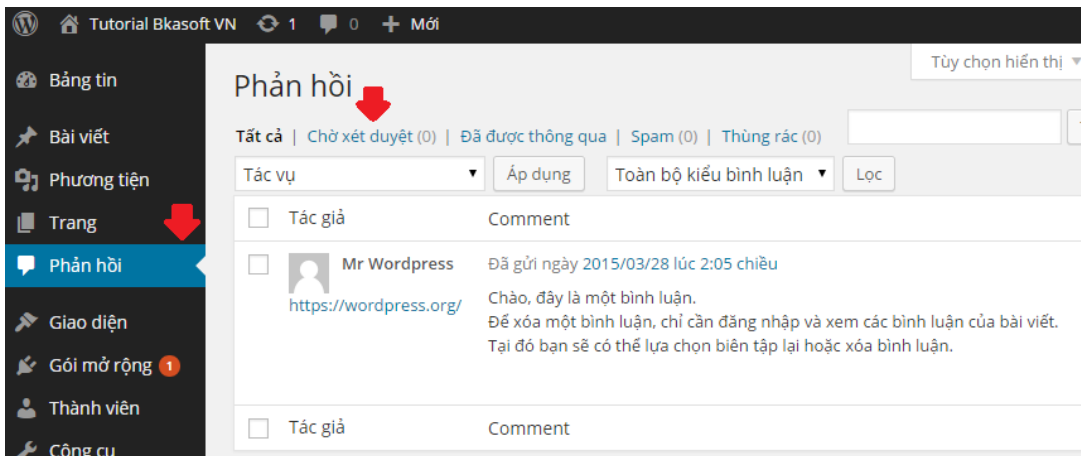 Tutorial Bkasoft VN 1 0 + Mới
Bảng tin
Bài viết
Phương tiện
Trang
Phản hồi
Giao diện
Gói mở rộng 1
Thành viên
Công cụ
Tùy chọn hiển thị
Phản hồi
Tất cả | Chờ xét duyệt (0) | Đã được thông qua | Spam (0) | Thùng rác (0)
Tác vụ Áp dụng Toàn bộ kiểu bình luận Lọc
Tác giả Comment
Mr Wordpress Đã gửi ngày 2015/03/28 lúc 2:05 chiều
https://wordpress.org/ Chào, đây là một bình luận.
Để xóa một bình luận, chỉ cần đăng nhập và xem các bình luận của bài viết.
Tại đó bạn sẽ có thể lựa chọn biên tập lại hoặc xóa bình luận.
Tác giả Comment